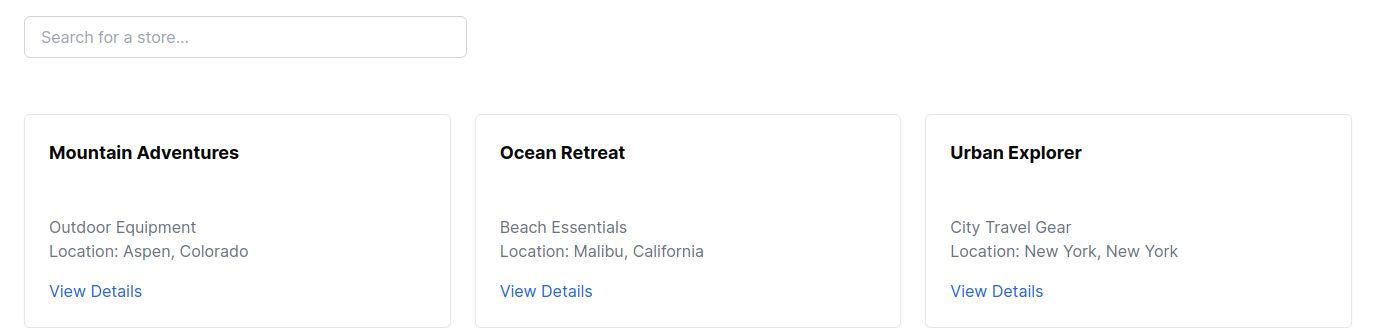 Search for a store...
Mountain Adventures
Outdoor Equipment
Location: Aspen, Colorado
View Details
Ocean Retreat
Beach Essentials
Location: Malibu, California
View Details
Urban Explorer
City Travel Gear
Location: New York, New York
View Details